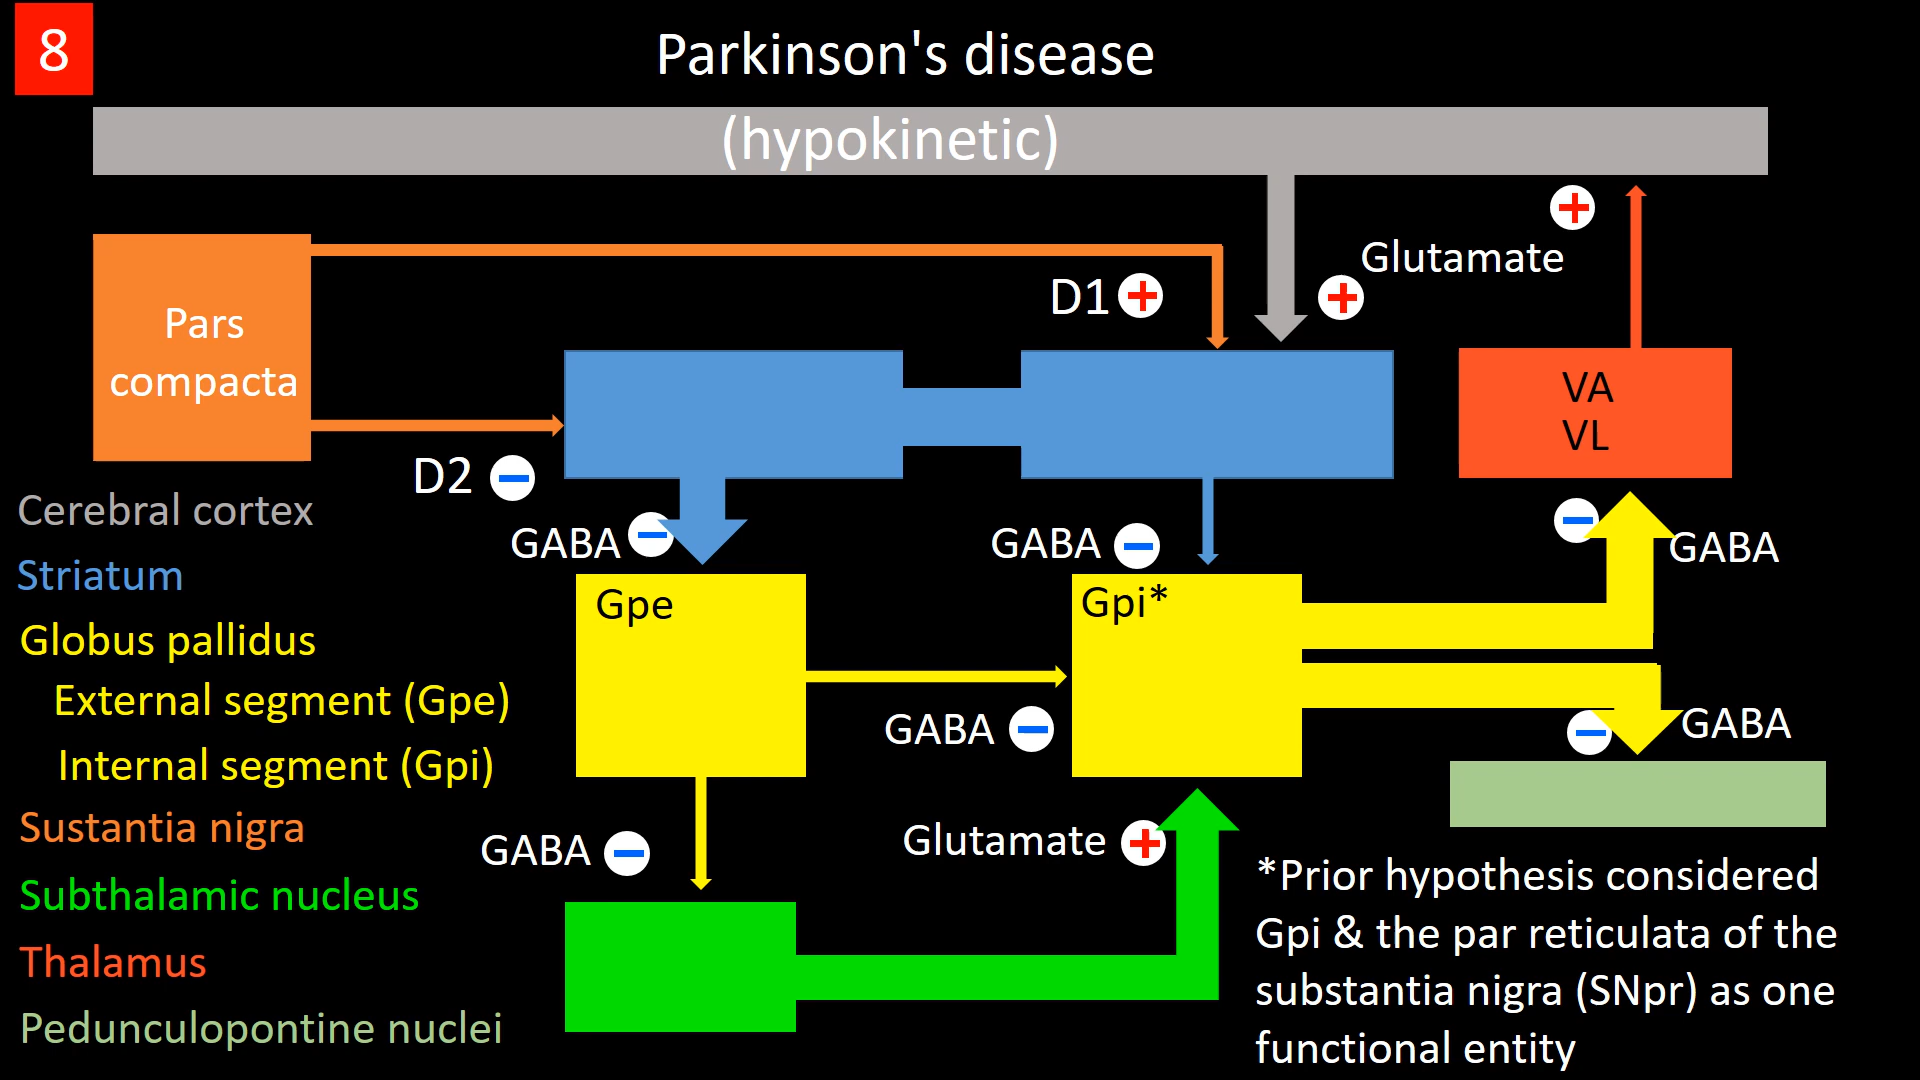 8
Parkinson's disease
(hypokinetic)
Glutamate
D1
Pars
compacta
VA
VL
D2
Cerebral cortex
GABA
GABA
GABA
Striatum
Gpe
Gpi*
Globus pallidus
External segment (Gpe)
GABA
GABA
Internal segment (Gpi)
Sustantia nigra
GABA
Glutamate
Subthalamic nucleus
Thalamus
Pedunculopontine nuclei
*Prior hypothesis considered
Gpi & the par reticulata of the
substantia nigra (SNpr) as one
functional entity